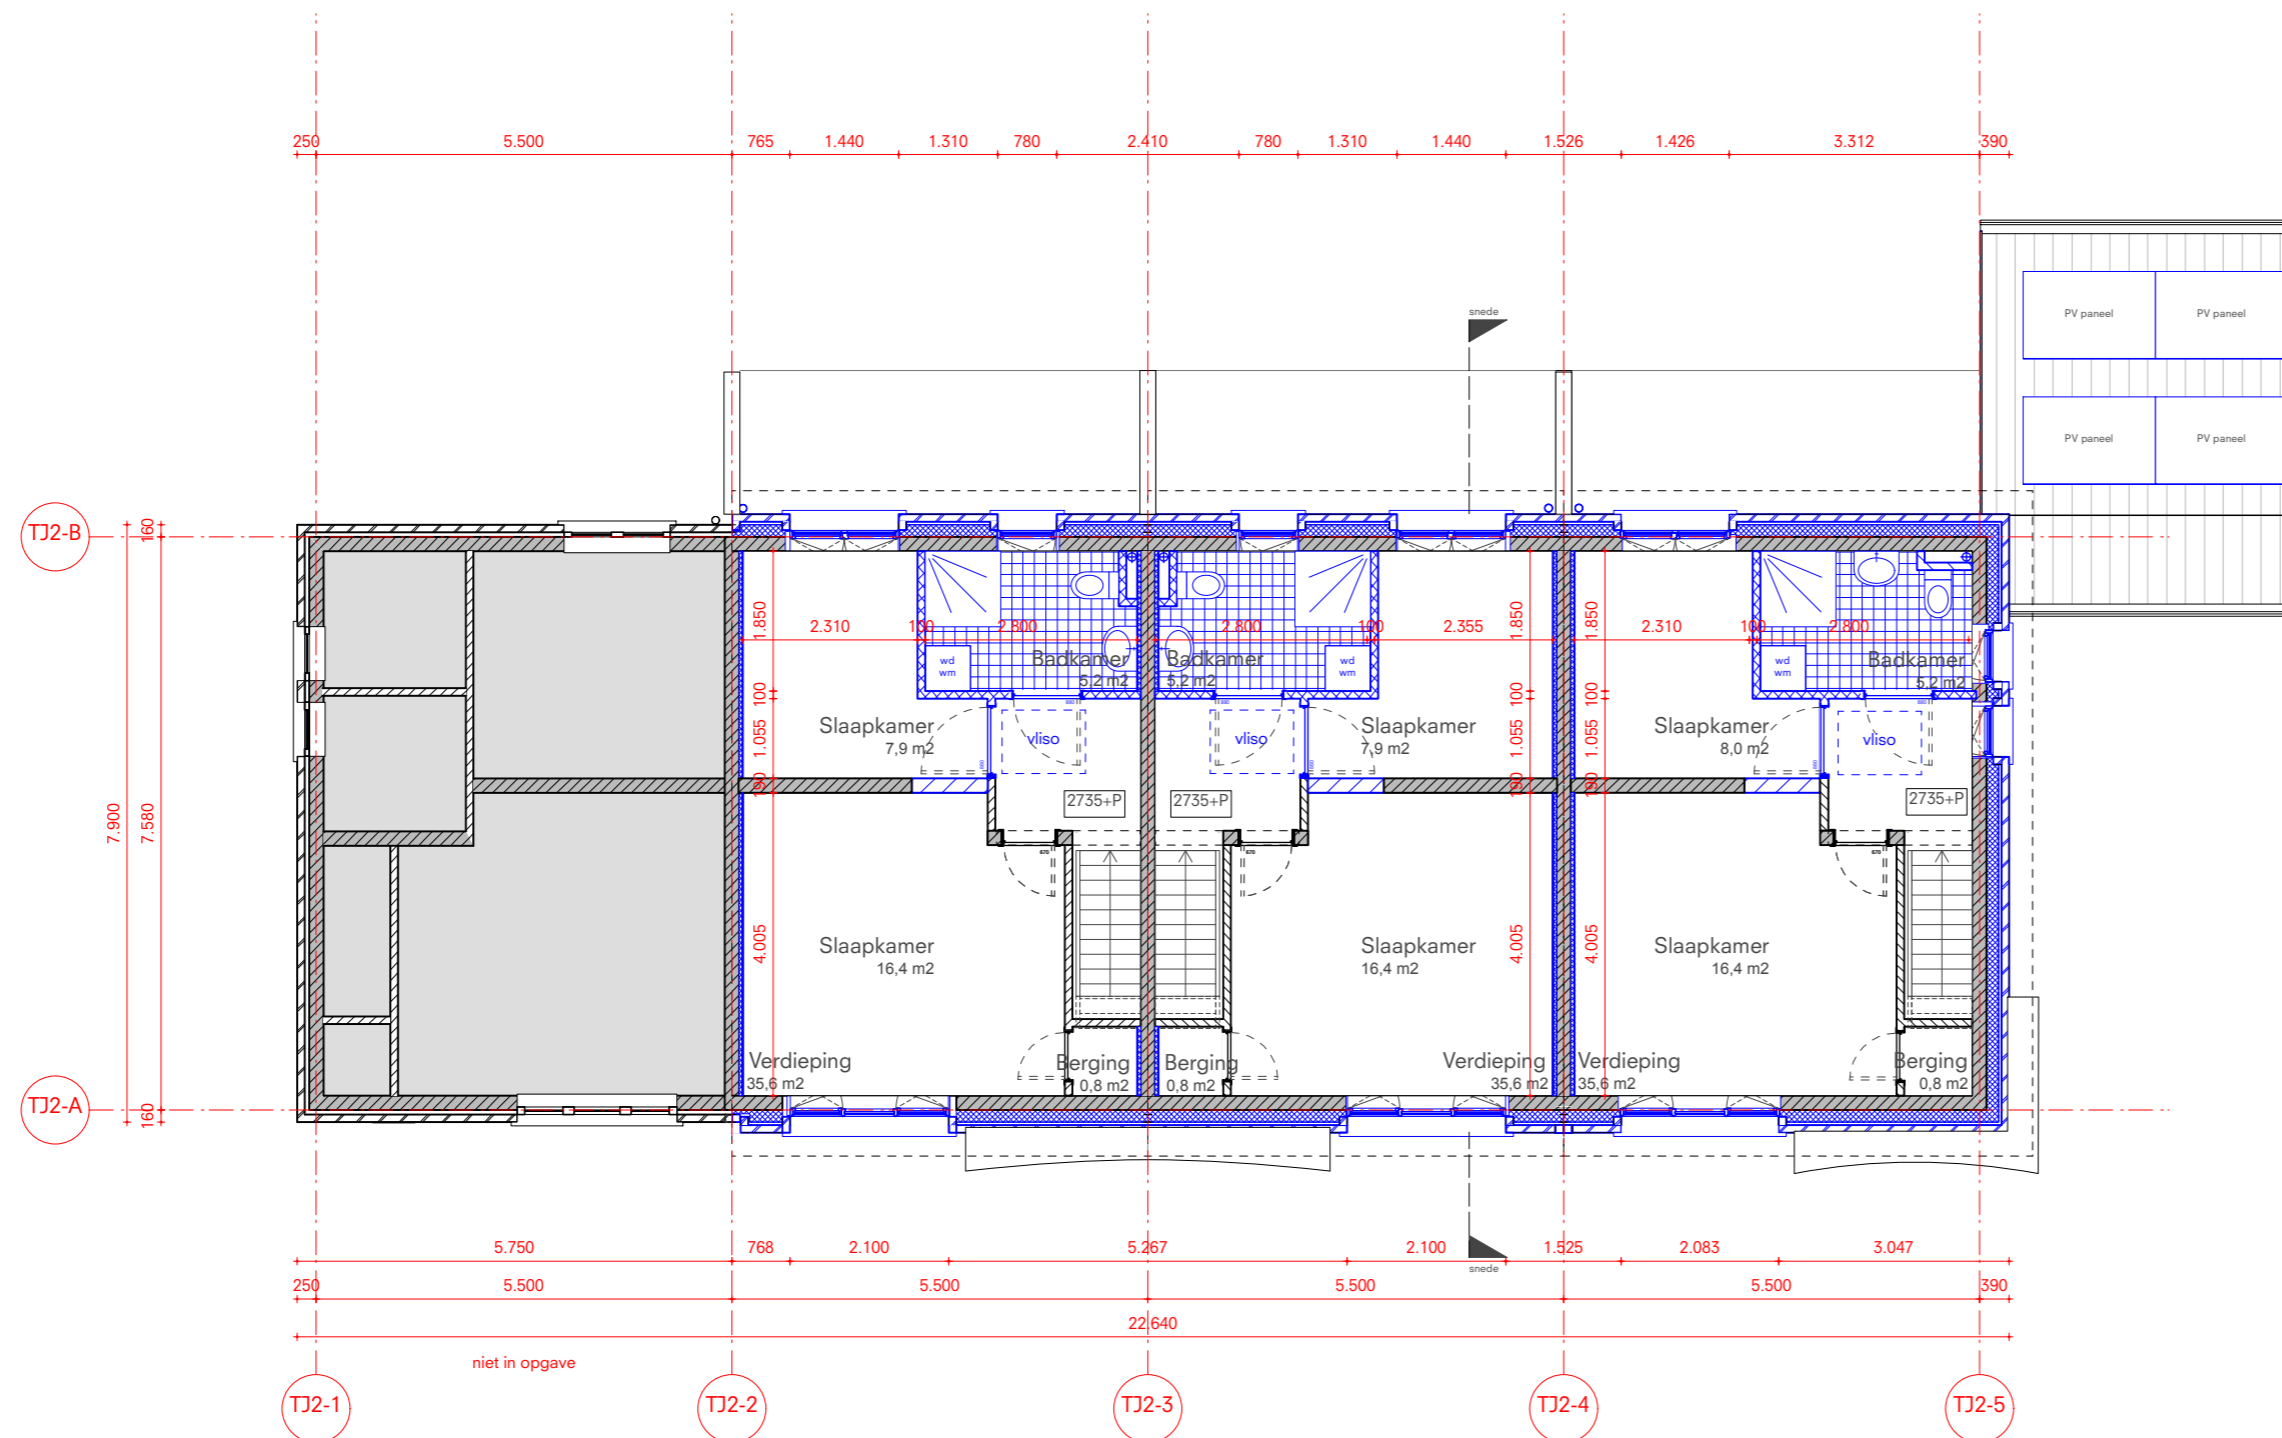 250 5.500 765 1.440 1.310 780 2.410 780 1.310 1.440 1.526 1.426 3.312 390
snede
PV paneel PV paneel
PV paneel PV paneel
TJ2-B
160
7.900
7.580
160
TJ2-A
1.850 1.850 1.850
2.310 100 2.800 2.800 100 2.355 2.310 100 2.800
wd
wm
Badkamer
5,2 m2
Badkamer
5,2 m2
wd
wm
wd
wm
Badkamer
5,2 m2
100 100 100
Slaapkamer
7,9 m2
vliso
vliso
Slaapkamer
7,9 m2
Slaapkamer
8,0 m2
vliso
1.055 1.055 1.055
190 190 190
2735+P 2735+P 2735+P
4.005 4.005 4.005
Slaapkamer
16,4 m2
Slaapkamer
16,4 m2
Slaapkamer
16,4 m2
Verdieping
35,6 m2
Berging
0,8 m2
Berging
0,8 m2
Verdieping
35,6 m2
Verdieping
35,6 m2
Berging
0,8 m2
5.750 768 2.100 5.267 2.100 1.525 2.083 3.047
snede
250 5.500 5.500 5.500 5.500 390
22.640
niet in opgave
TJ2-1 TJ2-2 TJ2-3 TJ2-4 TJ2-5